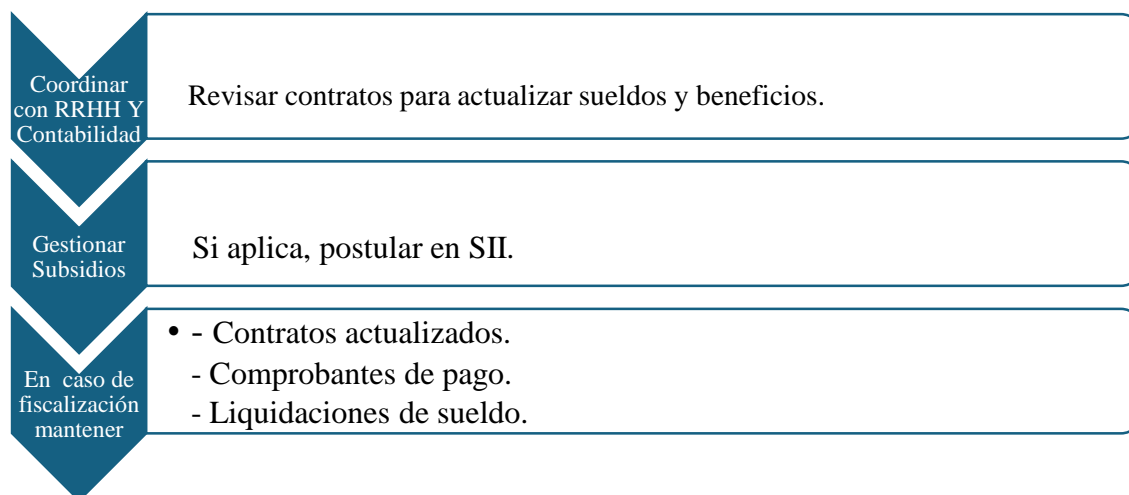 Coordinar
con RRHH Y
Contabilidad
Revisar contratos para actualizar sueldos y beneficios.
Gestionar
Subsidios
Si aplica, postular en SII.
En caso de
fiscalización
mantener
• - Contratos actualizados.
- Comprobantes de pago.
- Liquidaciones de sueldo.